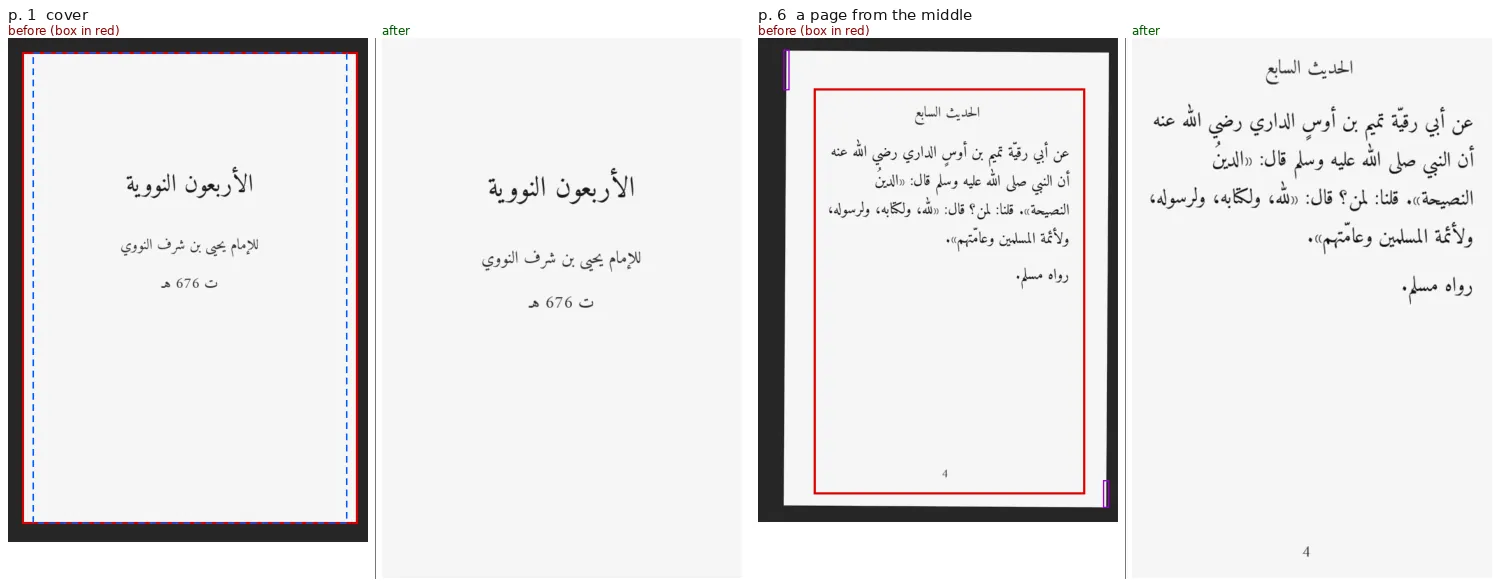 p. 1  cover
before (box in red)
after
الأربعون النووية
للإمام يحيى بن شرف النووي
ت 676 هـ
الأربعون النووية
للإمام يحيى بن شرف النووي
ت 676 هـ
p. 6  a page from the middle
before (box in red)
after
الحديث السابع
عن أبي رقيّة تميم بن أوسٍ الداري رضي الله عنه
أن النبي صلى الله عليه وسلم قال: «الدينُ
النصيحة». قلنا: لمن؟ قال: «لله، ولكتابه، ولرسوله،
ولأئمة المسلمين وعامّتهم».
رواه مسلم.
4
الحديث السابع
عن أبي رقيّة تميم بن أوسٍ الداري رضي الله عنه
أن النبي صلى الله عليه وسلم قال: «الدينُ
النصيحة». قلنا: لمن؟ قال: «لله، ولكتابه، ولرسوله،
ولأئمة المسلمين وعامّتهم».
رواه مسلم.
4